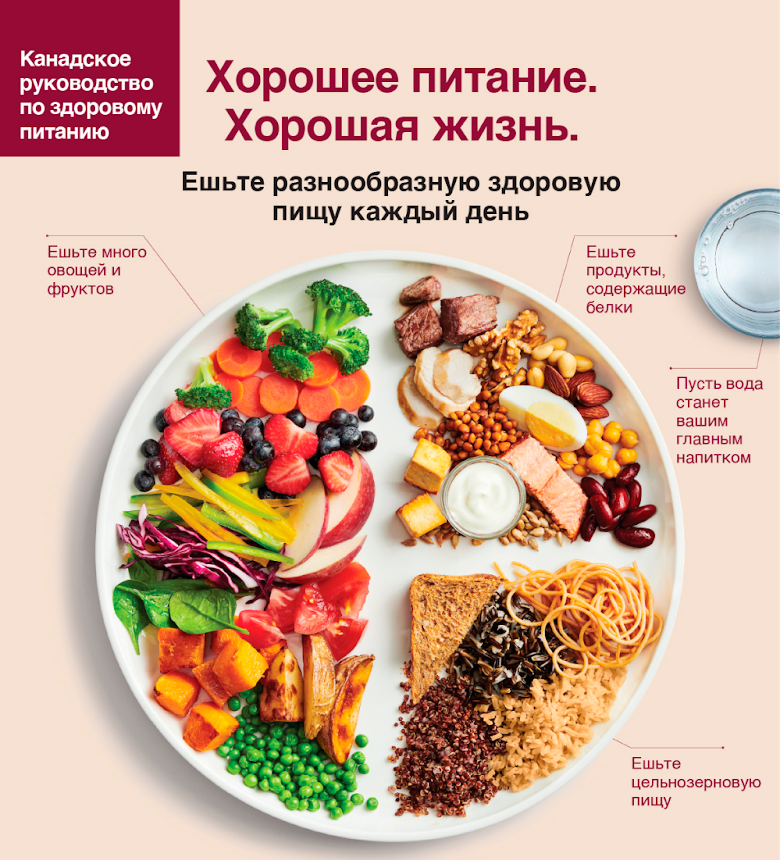 Канадское
руководство
по здоровому
питанию
Хорошее питание.
Хорошая жизнь.
Ешьте разнообразную здоровую
пищу каждый день
Ешьте много
овощей и
фруктов
Ешьте
продукты,
содержащие
белки
Пусть вода
станет
вашим
главным
напитком
Ешьте
цельнозерновую
пищу